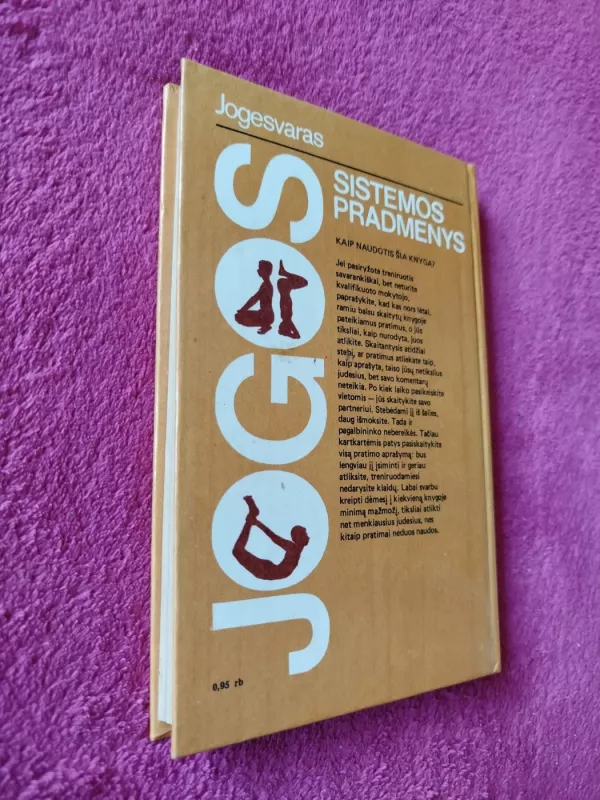 Jogesvaras
JOGOS
SISTEMOS
PRADMENYS
KAIP NAUDOTIS ŠIA KNYGA?
Jei pasiryžote treniruotis
savarankiškai, bet neturite
kvalifikuoto mokytojo,
paprašykite, kad kas nors lėtai,
ramiu balsu skaitytų knygoje
pateikiamus pratimus, o jūs
tiksliai, kaip nurodyta, juos
atlikite. Skaitantysis atidžiai
stebi, ar pratimus atliekate taip,
kaip aprašyta, taiso jūsų netikslius
judesius, bet savo komentarų
neteikia. Po kiek laiko pasikeiskite
vietomis — jūs skaitykite savo
partneriui. Stebėdami jį iš šalies,
daug išmoksite. Tada ir
pagalbininko nebereikės. Tačiau
kartkartėmis patys pasiskaitykite
visą pratimo aprašymą: bus
lengviau jį įsiminti ir geriau
atliksite, treniruodamiesi
nedarysite klaidų. Labai svarbu
kreipti dėmesį į kiekvieną knygoje
minimą mažmožį, tiksliai atlikti
net menkiausius judesius, nes
kitaip pratimai neduos naudos.
0,95 rb